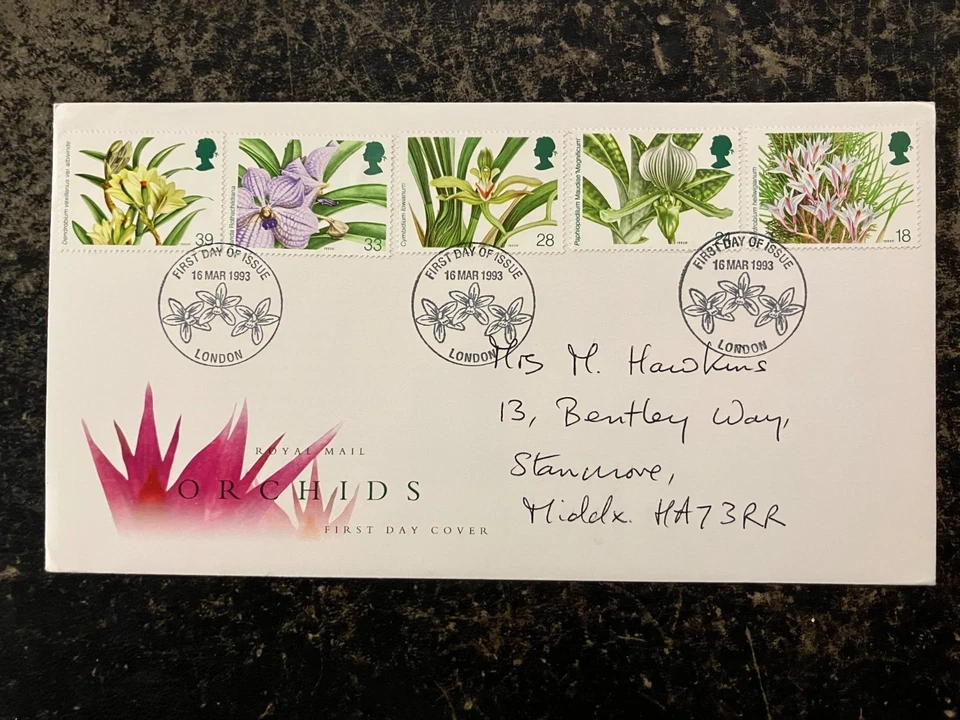 Dendrobium vexillarius var albiviride
39
Vanda Rothschildiana
33
Cymbidium lowianum
28
Paphiopedilum Maudiae 'Magnificum'
Dendrobium hellwigianum
18
FIRST DAY OF ISSUE
16 MAR 1993
LONDON
FIRST DAY OF ISSUE
16 MAR 1993
LONDON
FIRST DAY OF ISSUE
16 MAR 1993
LONDON
Mrs M. Hawkins
13, Bentley Way,
Stanmore,
Middx. HA7 3RR
ROYAL MAIL
ORCHIDS
FIRST DAY COVER